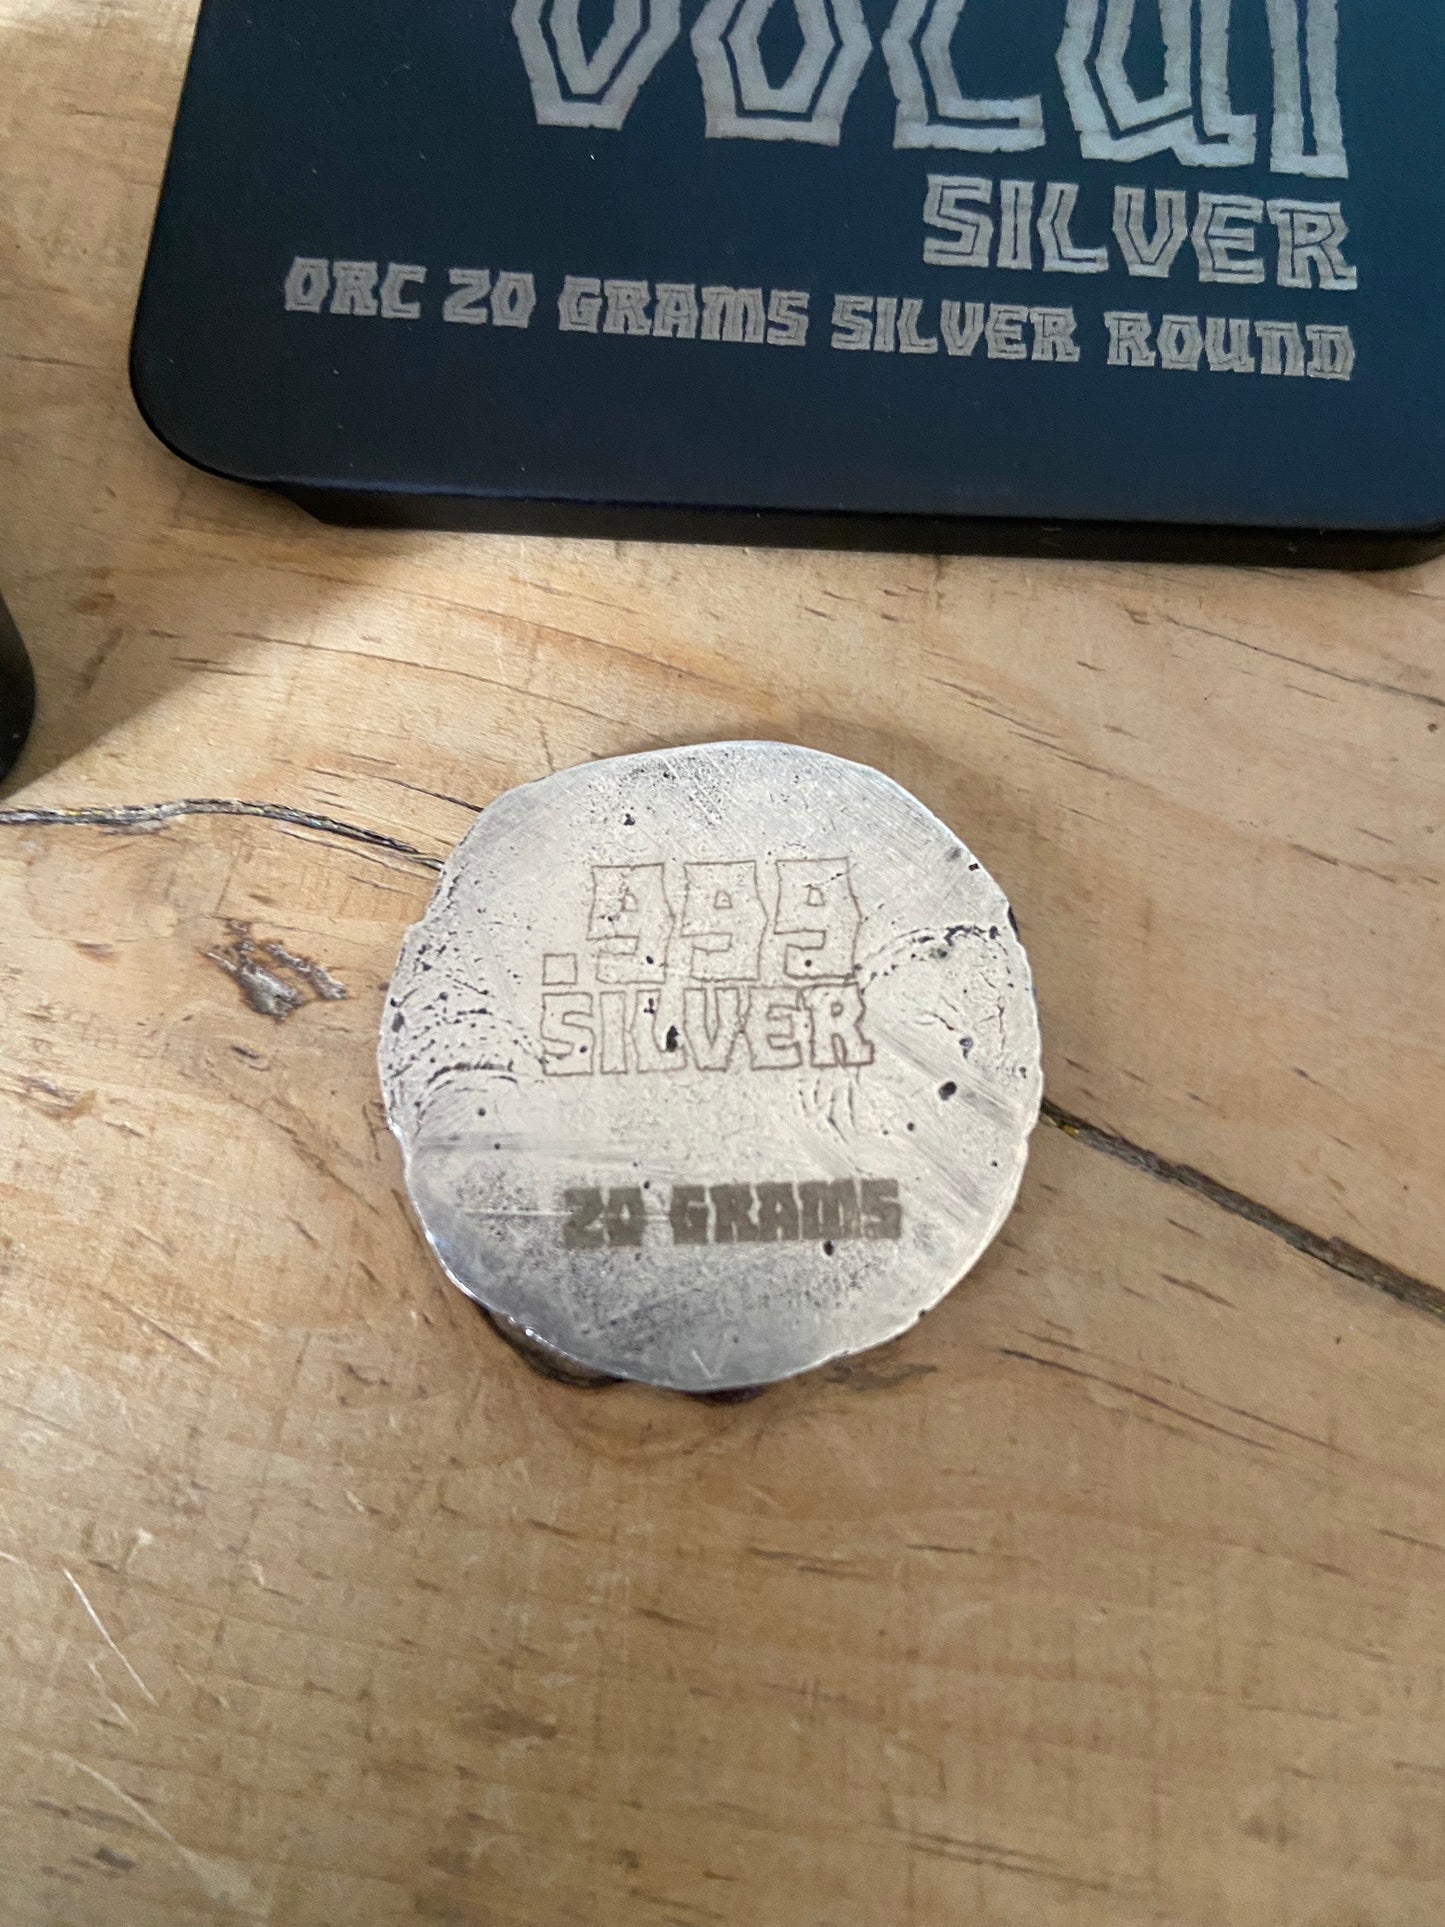 SILVER
ORC 20 GRAMS SILVER ROUND
.999
SILVER
20 GRAMS